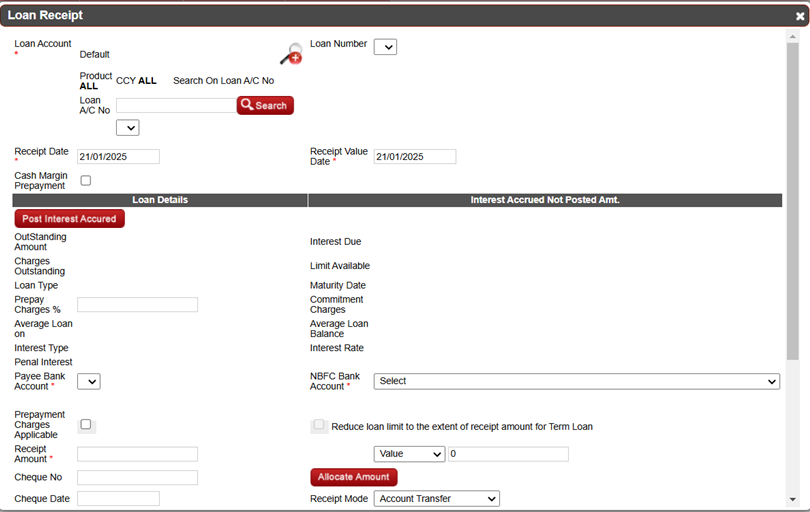 Loan Receipt
Loan Account
*
Default
Loan Number
Product
ALL
CCY ALL
Search On Loan A/C No
Loan
A/C No
Search
Receipt Date
*
21/01/2025
Receipt Value
Date *
21/01/2025
Cash Margin
Prepayment
Loan Details
Interest Accrued Not Posted Amt.
Post Interest Accured
OutStanding
Amount
Interest Due
Charges
Outstanding
Limit Available
Loan Type
Maturity Date
Prepay
Charges %
Commitment
Charges
Average Loan
on
Average Loan
Balance
Interest Type
Interest Rate
Penal Interest
Payee Bank
Account *
NBFC Bank
Account *
Select
Prepayment
Charges
Applicable
Reduce loan limit to the extent of receipt amount for Term Loan
Receipt
Amount *
Value
0
Cheque No
Allocate Amount
Cheque Date
Receipt Mode
Account Transfer